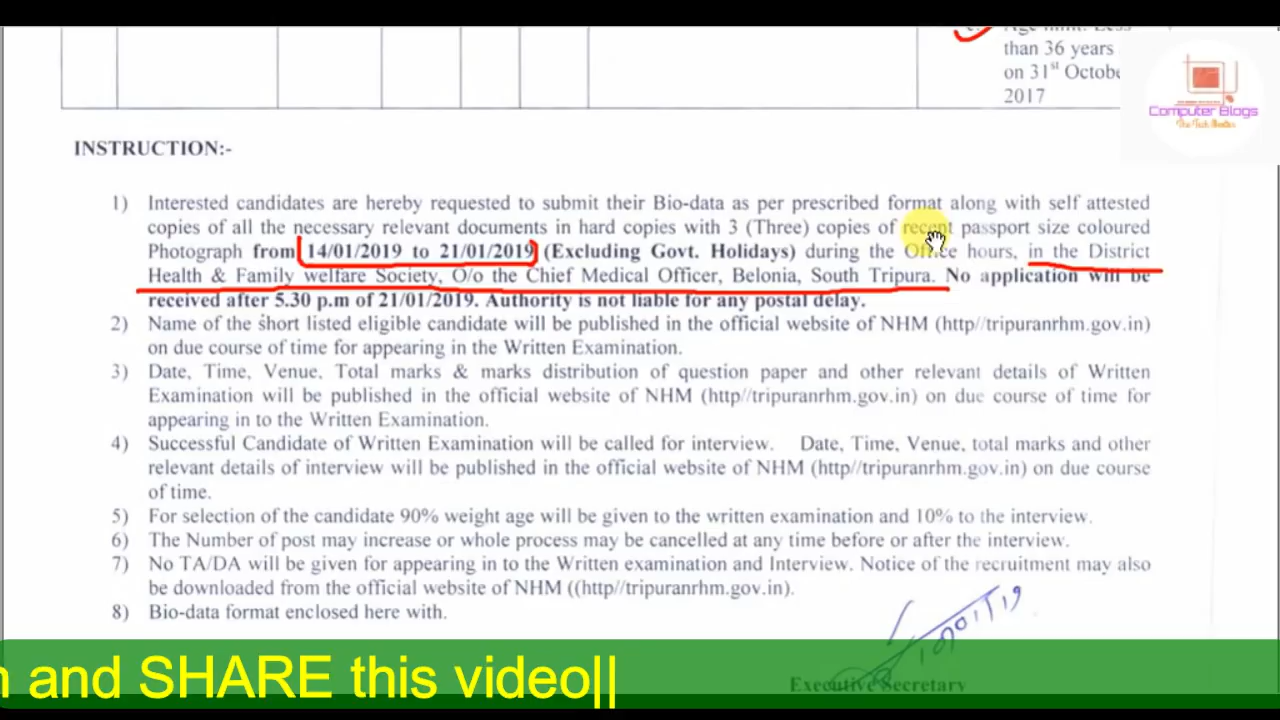 than 36 years
on 31st Octobe
2017
Computer Blogs
INSTRUCTION:-
1) Interested candidates are hereby requested to submit their Bio-data as per prescribed format along with self attested
copies of all the necessary relevant documents in hard copies with 3 (Three) copies of recent passport size coloured
Photograph from 14/01/2019 to 21/01/2019 (Excluding Govt. Holidays) during the Office hours, in the District
Health & Family welfare Society, O/o the Chief Medical Officer, Belonia, South Tripura. No application will be
received after 5.30 p.m of 21/01/2019. Authority is not liable for any postal delay.
2) Name of the short listed eligible candidate will be published in the official website of NHM (http//tripuranrhm.gov.in)
on due course of time for appearing in the Written Examination.
3) Date, Time, Venue, Total marks & marks distribution of question paper and other relevant details of Written
Examination will be published in the official website of NHM (http//tripuranrhm.gov.in) on due course of time for
appearing in to the Written Examination.
4) Successful Candidate of Written Examination will be called for interview. Date, Time, Venue, total marks and other
relevant details of interview will be published in the official website of NHM (http//tripuranrhm.gov.in) on due course
of time.
5) For selection of the candidate 90% weight age will be given to the written examination and 10% to the interview.
6) The Number of post may increase or whole process may be cancelled at any time before or after the interview.
7) No TA/DA will be given for appearing in to the Written examination and Interview. Notice of the recruitment may also
be downloaded from the official website of NHM ((http//tripuranrhm.gov.in).
8) Bio-data format enclosed here with.
Executive Secretary
and SHARE this video||